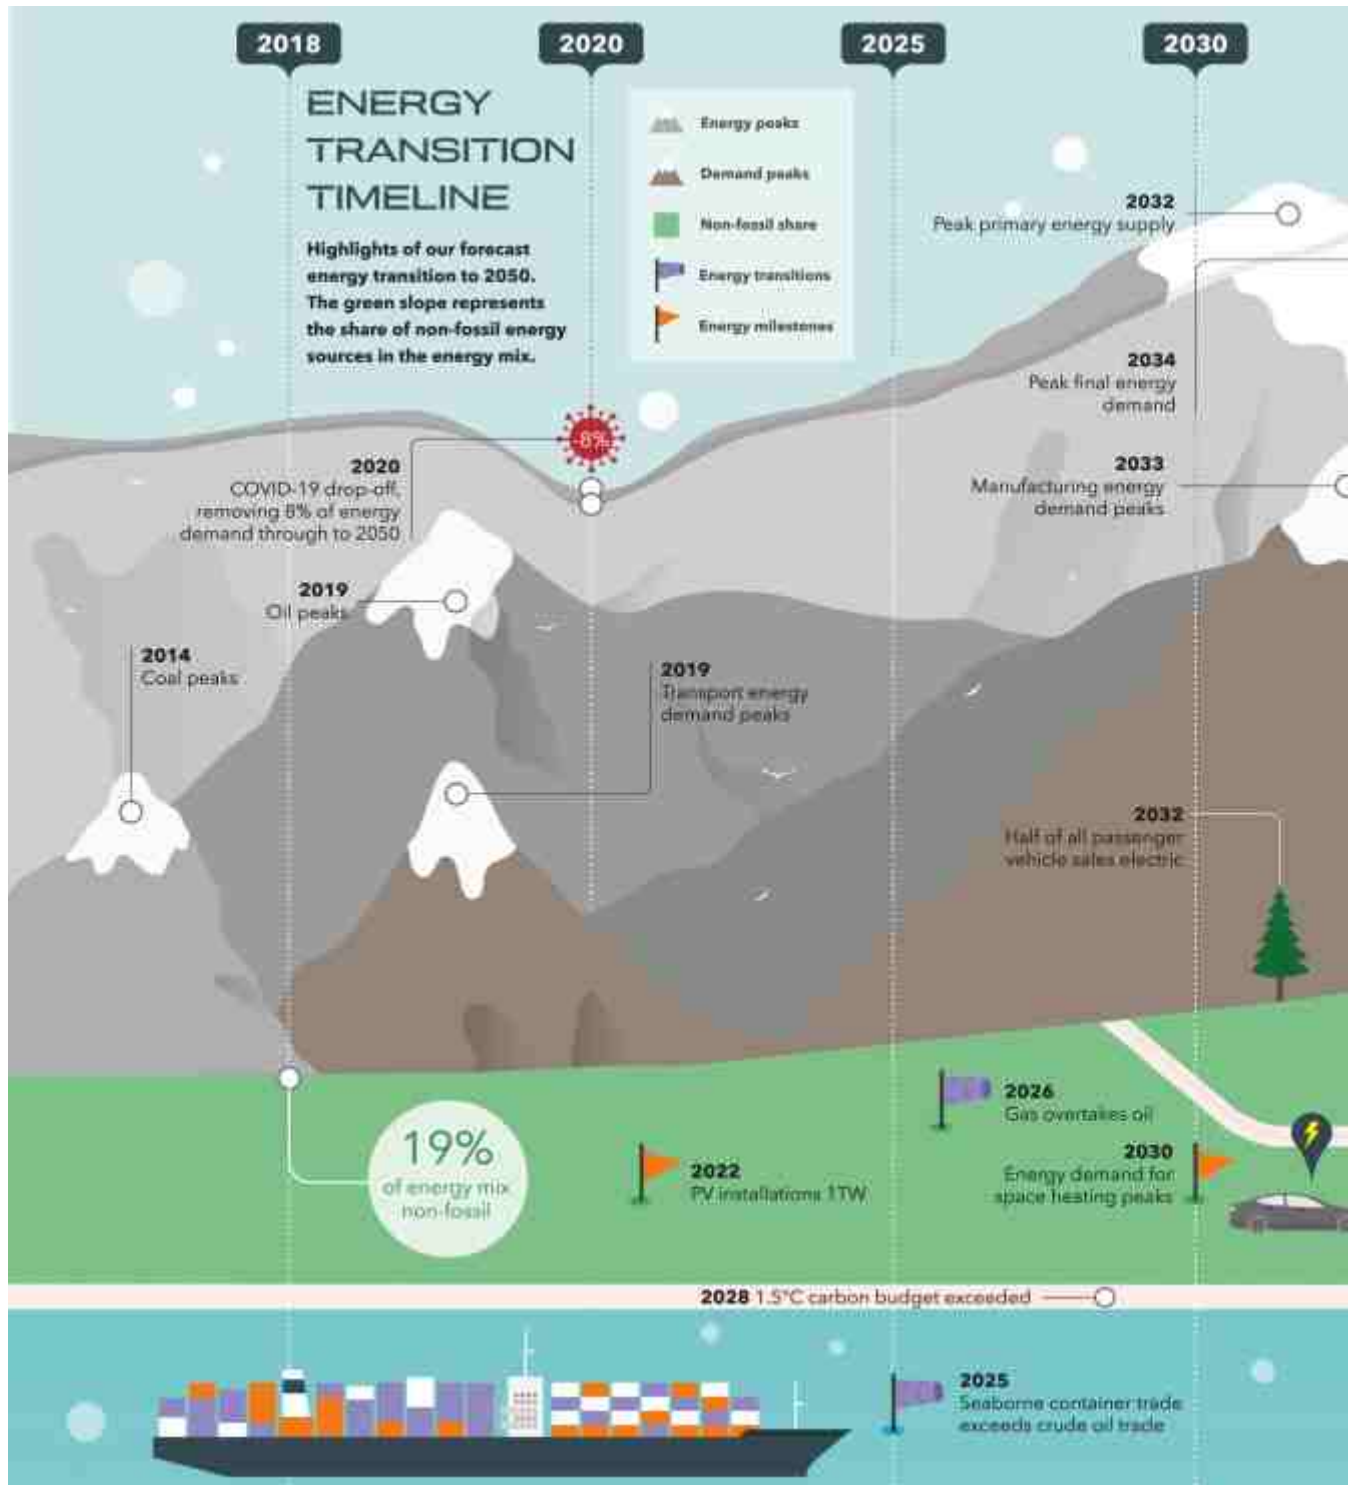 2018
2020
2025
2030
ENERGY
TRANSITION
TIMELINE
Highlights of our forecast
energy transition to 2050.
The green slope represents
the share of non-fossil energy
sources in the energy mix.
Energy peaks
Demand peaks
Non-fossil share
Energy transitions
Energy milestones
2032
Peak primary energy supply
2034
Peak final energy
demand
2033
Manufacturing energy
demand peaks
-8%
2020
COVID-19 drop-off,
removing 8% of energy
demand through to 2050
2019
Oil peaks
2014
Coal peaks
2019
Transport energy
demand peaks
2032
Half of all passenger
vehicle sales electric
19%
of energy mix
non-fossil
2022
PV installations 1TW
2026
Gas overtakes oil
2030
Energy demand for
space heating peaks
2028 1.5°C carbon budget exceeded
2025
Seaborne container trade
exceeds crude oil trade